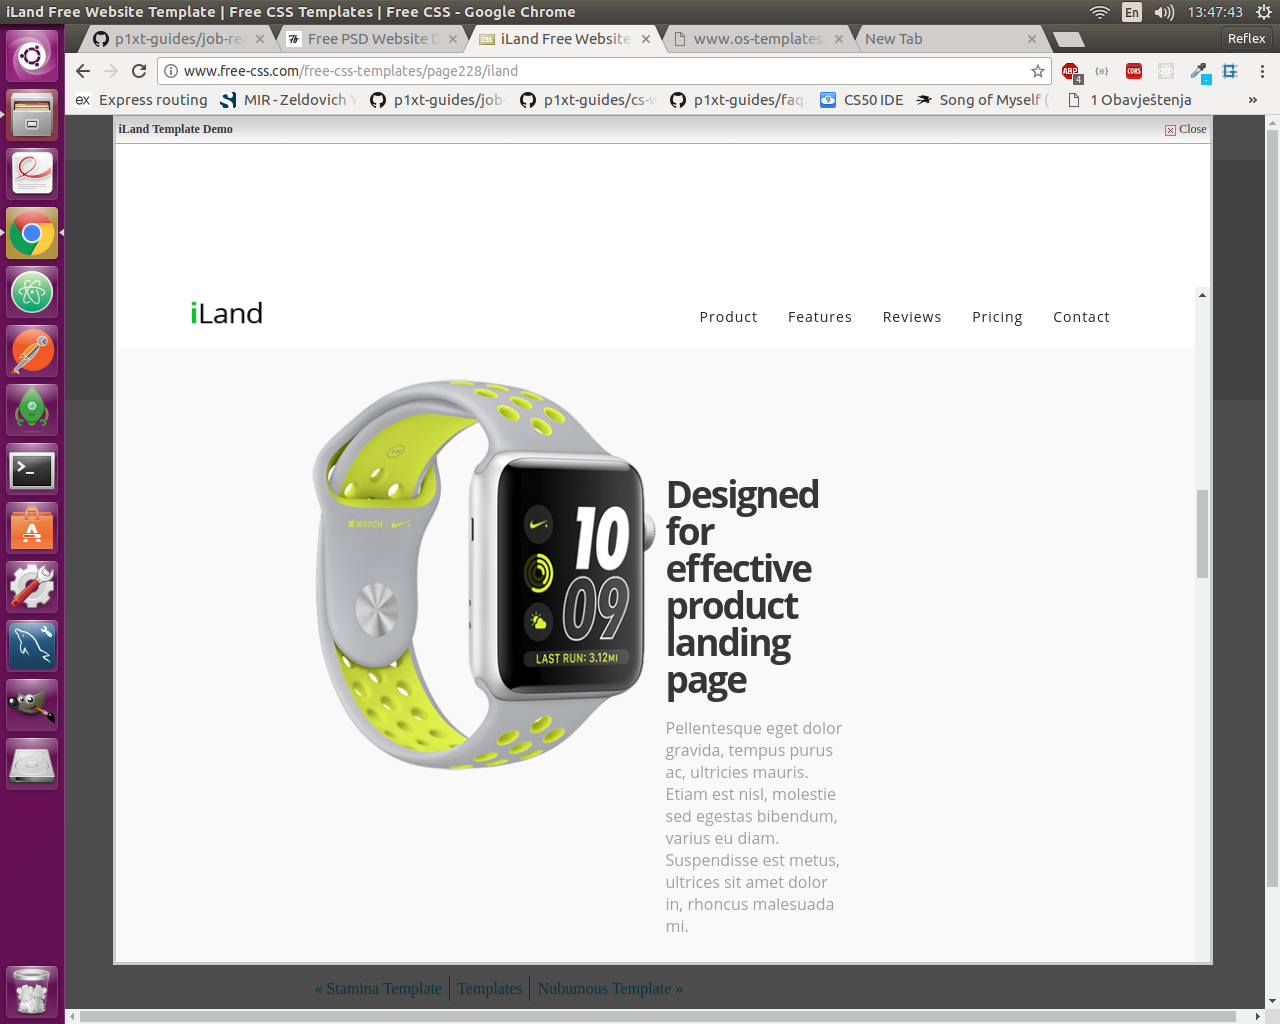 iLand Free Website Template | Free CSS Templates | Free CSS - Google Chrome
En
13:47:43
p1xt-guides/job-rea
Free PSD Website D
iLand Free Website
www.os-templates
New Tab
Reflex
www.free-css.com/free-css-templates/page228/iland
ABP
4
CORS
ex Express routing
MIR - Zeldovich Y
p1xt-guides/job-
p1xt-guides/cs-w
p1xt-guides/faq.
CS50 IDE
Song of Myself (
1 Obavještenja
»
iLand Template Demo
Close
iLand
Product
Features
Reviews
Pricing
Contact
WATCH
10
09
LAST RUN: 3.12MI
Designed
for
effective
product
landing
page
Pellentesque eget dolor
gravida, tempus purus
ac, ultricies mauris.
Etiam est nisl, molestie
sed egestas bibendum,
varius eu diam.
Suspendisse est metus,
ultrices sit amet dolor
in, rhoncus malesuada
mi.
« Stamina Template
Templates
Nubumous Template »